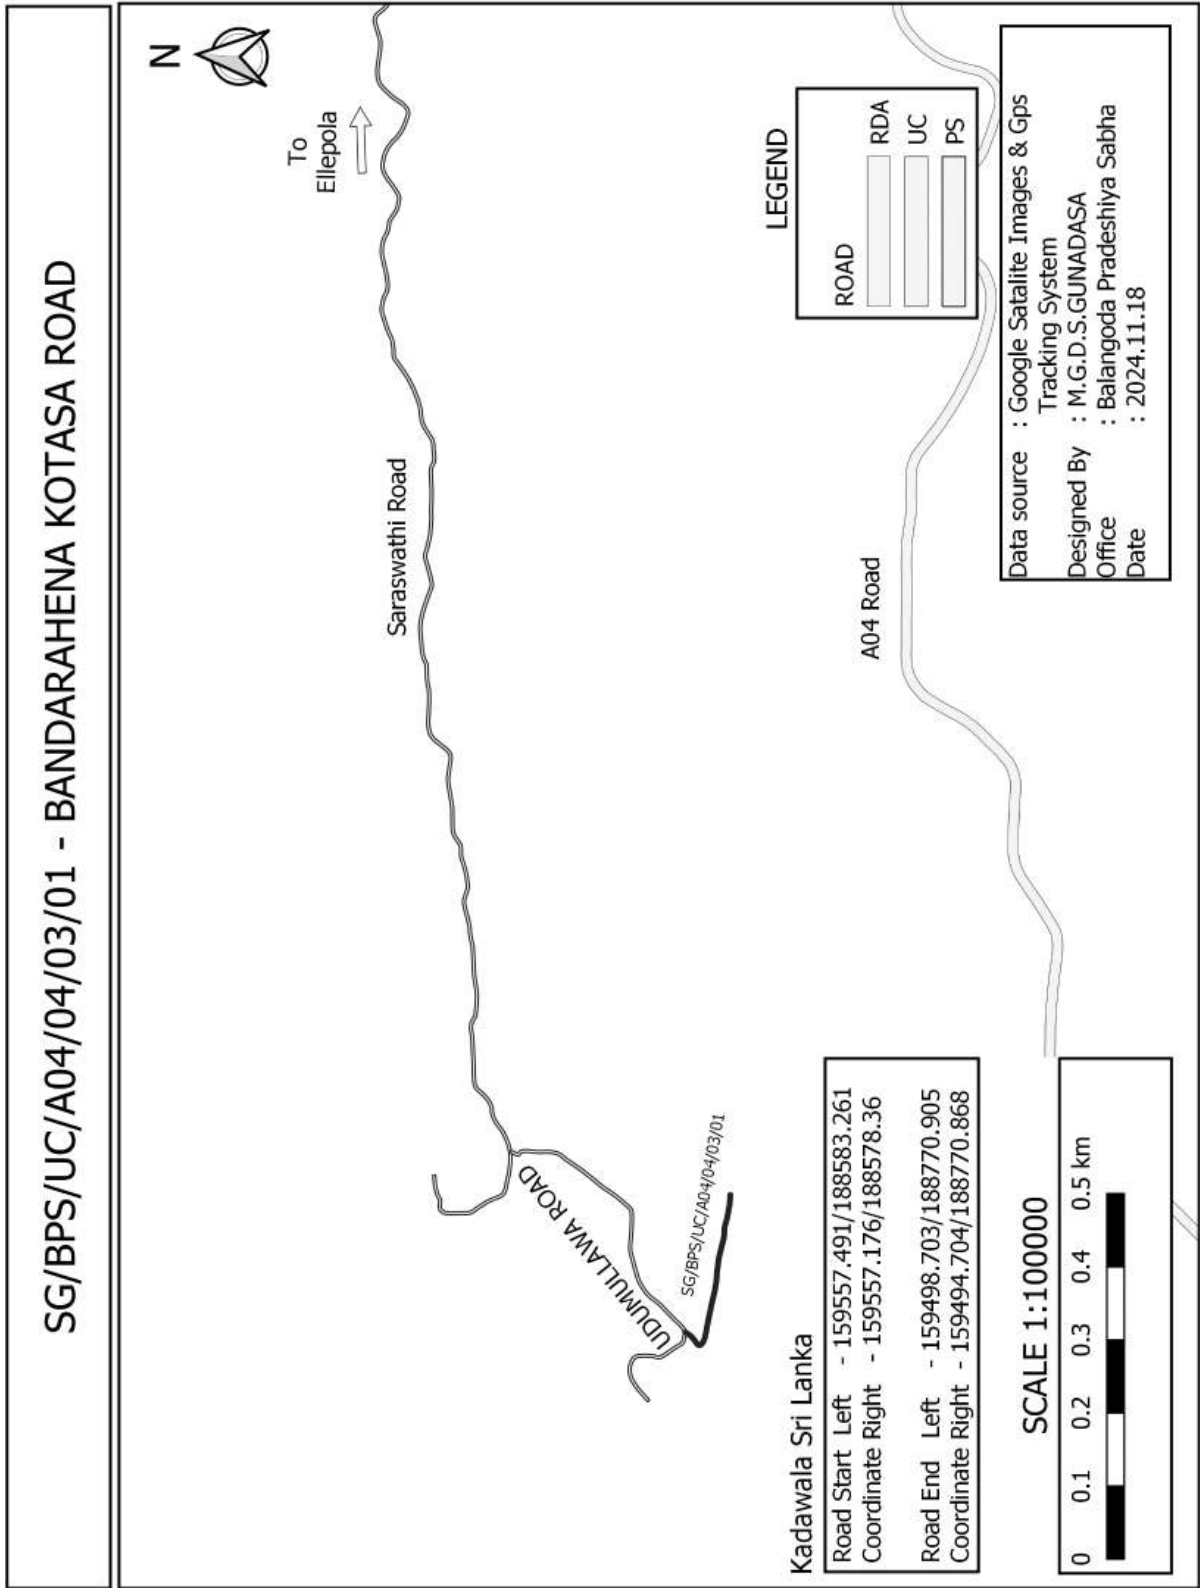 SG/BPS/UC/A04/04/03/01 - BANDARAHENA KOTASA ROAD
N
To
Ellepola
Saraswathi Road
UDUMULLAWA ROAD
SG/BPS/UC/A04/04/03/01
A04 Road
LEGEND
ROAD
RDA
UC
PS
Kadawala Sri Lanka
Road Start Left - 159557.491/188583.261
Coordinate Right - 159557.176/188578.36
Road End Left - 159498.703/188770.905
Coordinate Right - 159494.704/188770.868
SCALE 1:100000
0 0.1 0.2 0.3 0.4 0.5 km
Data source : Google Satalite Images & Gps
Tracking System
Designed By : M.G.D.S.GUNADASA
Office : Balangoda Pradeshiya Sabha
Date : 2024.11.18